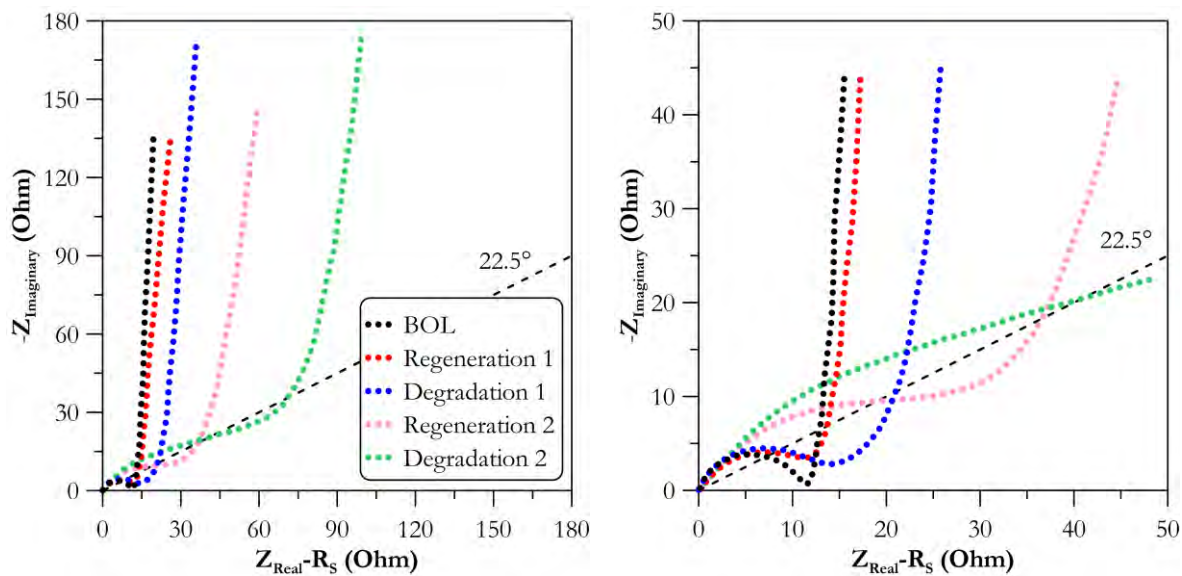 180
150
120
90
60
30
0
-Z_Imaginary (Ohm)
22.5°
BOL
Regeneration 1
Degradation 1
Regeneration 2
Degradation 2
0 30 60 90 120 150 180
Z_Real-R_S (Ohm)
50
40
30
20
10
0
-Z_Imaginary (Ohm)
22.5°
0 10 20 30 40 50
Z_Real-R_S (Ohm)